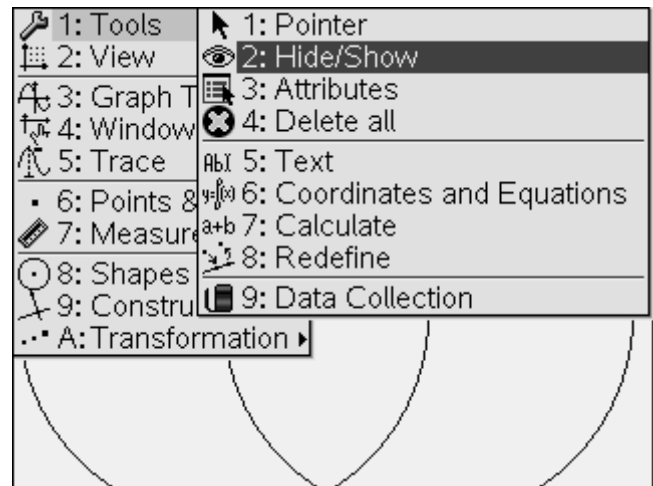 1: Tools
2: View
3: Graph T
4: Window
5: Trace
6: Points &
7: Measure
8: Shapes
9: Constru
A: Transformation
1: Pointer
2: Hide/Show
3: Attributes
4: Delete all
5: Text
6: Coordinates and Equations
7: Calculate
8: Redefine
9: Data Collection